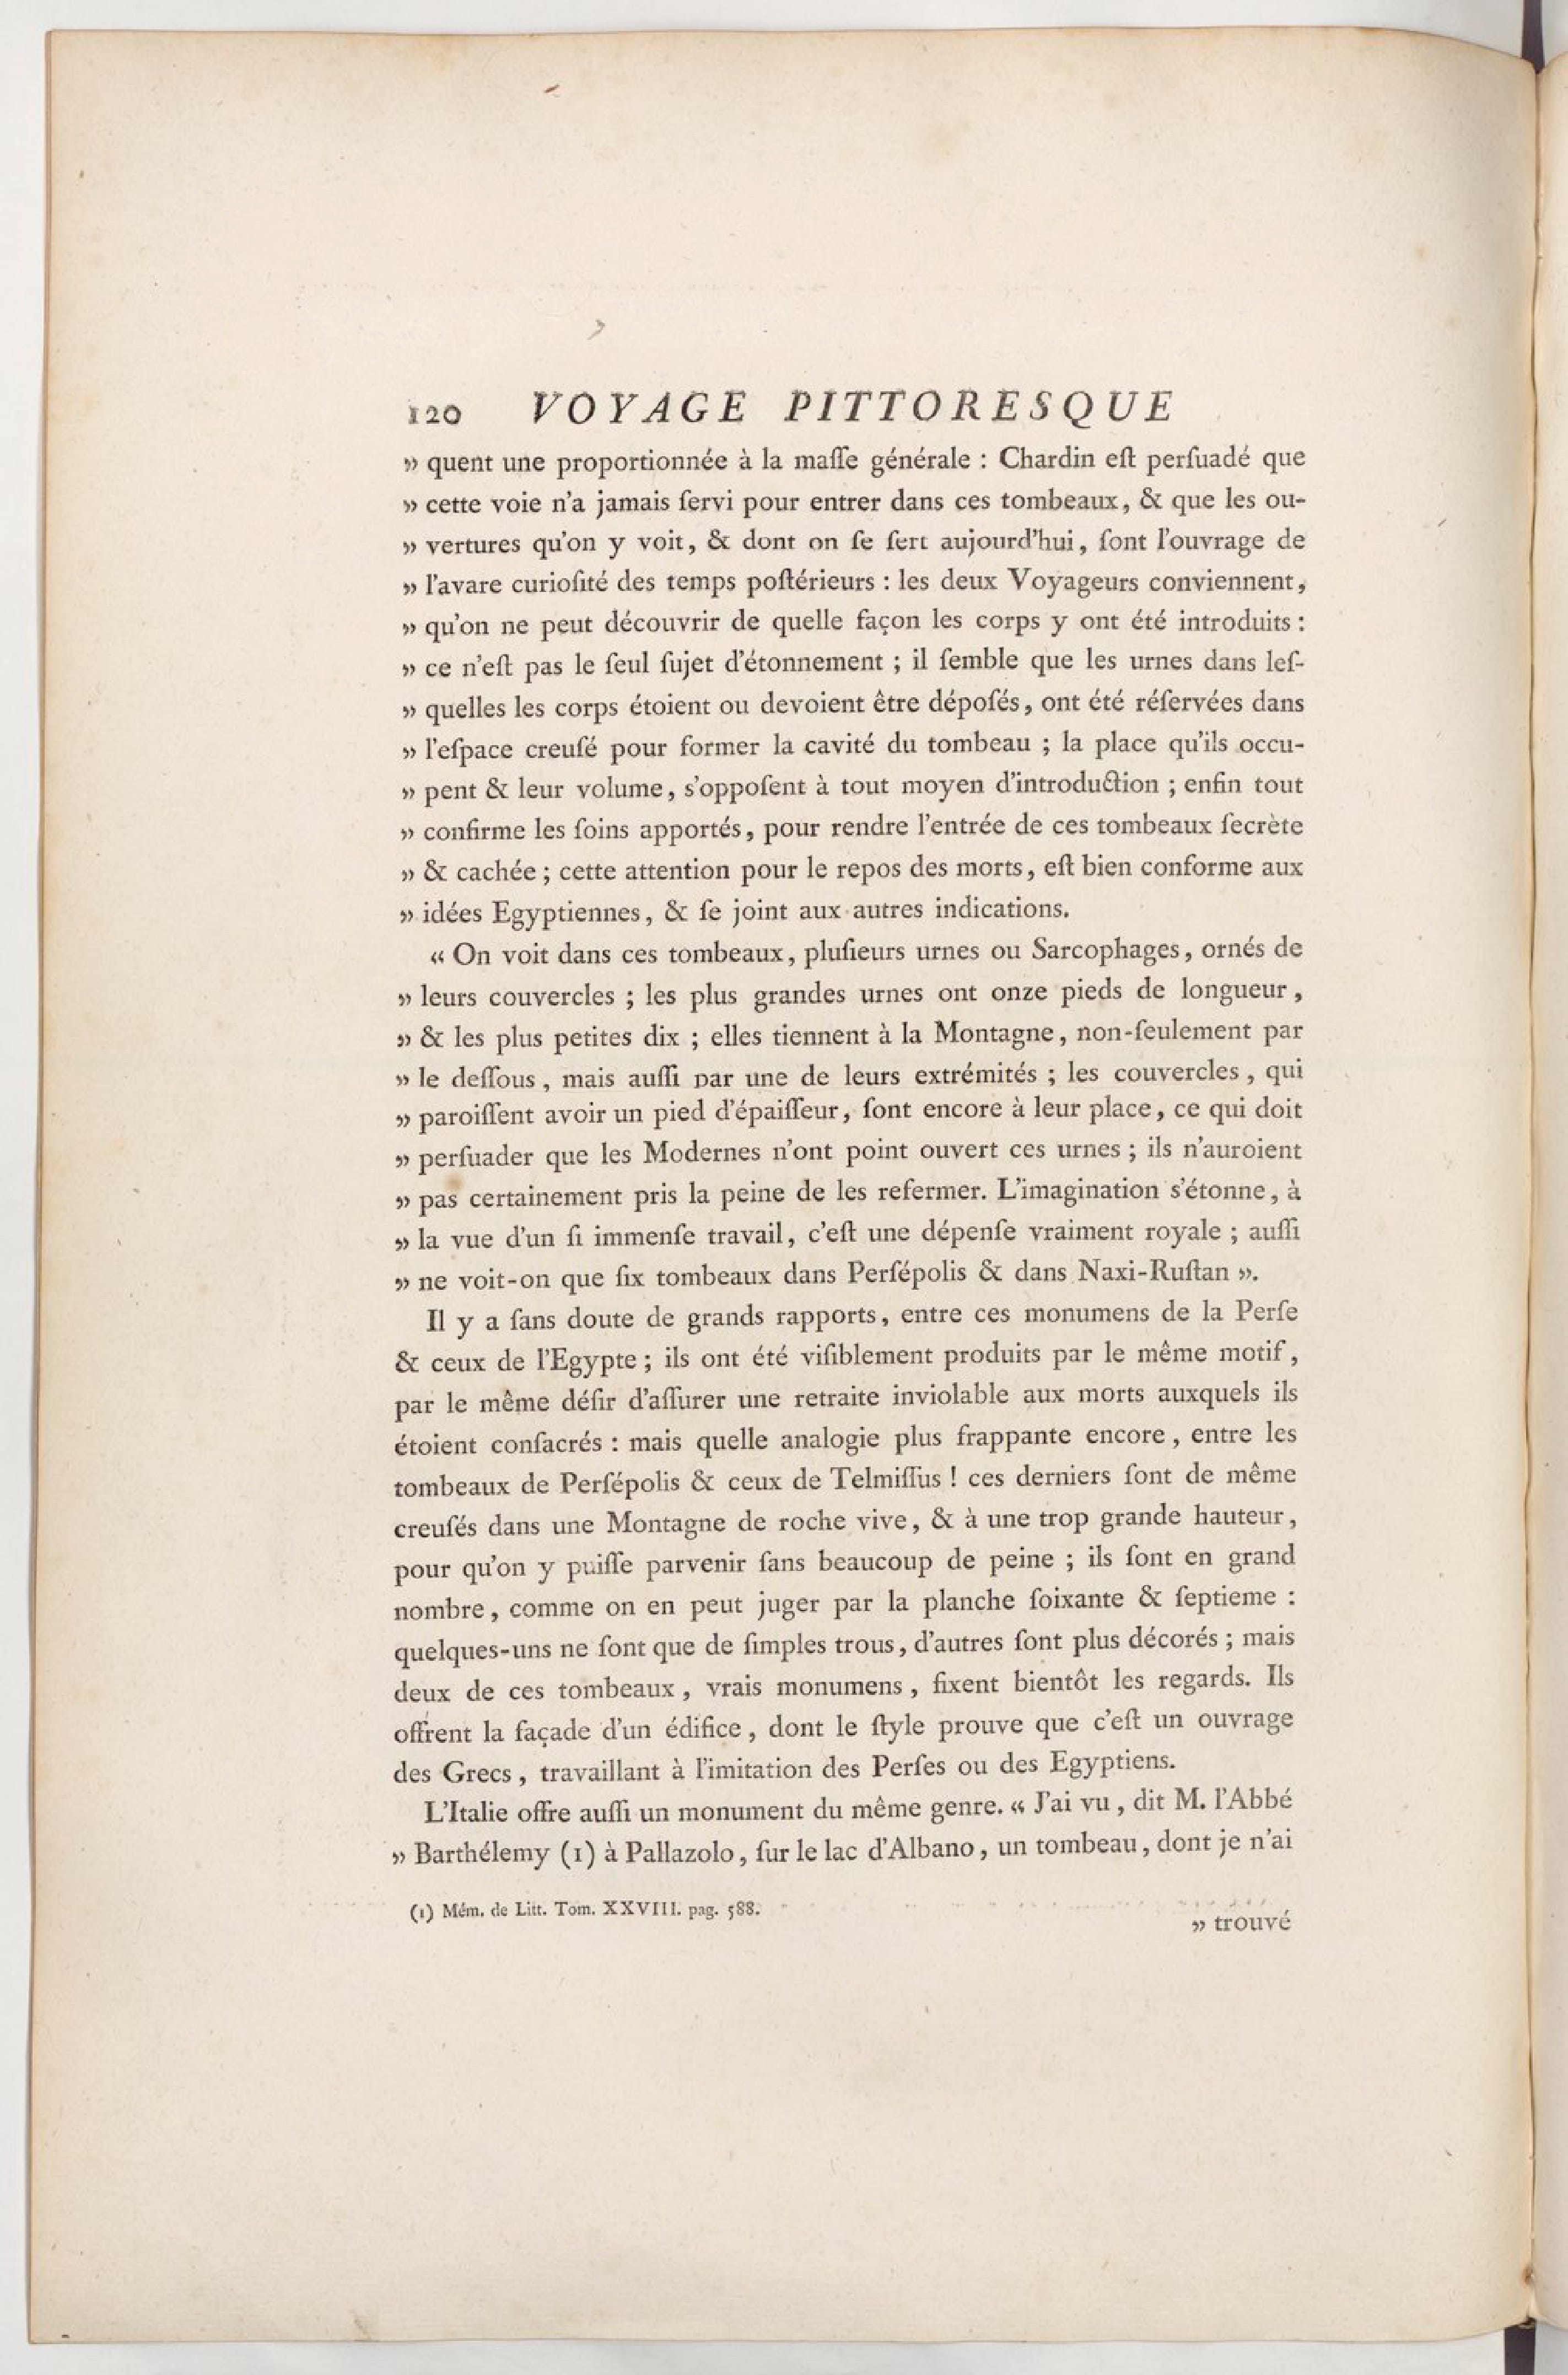 120 VOYAGE PITTORESQUE
» quent une proportionnée à la maſſe générale : Chardin eſt perſuadé que
» cette voie n'a jamais ſervi pour entrer dans ces tombeaux, & que les ou-
» vertures qu'on y voit, & dont on ſe ſert aujourd'hui, ſont l'ouvrage de
» l'avare curioſité des temps poſtérieurs : les deux Voyageurs conviennent,
» qu'on ne peut découvrir de quelle façon les corps y ont été introduits :
» ce n'eſt pas le ſeul ſujet d'étonnement ; il ſemble que les urnes dans leſ-
» quelles les corps étoient ou devoient être dépoſés, ont été réſervées dans
» l'eſpace creuſé pour former la cavité du tombeau ; la place qu'ils occu-
» pent & leur volume, s'oppoſent à tout moyen d'introduction ; enfin tout
» confirme les ſoins apportés, pour rendre l'entrée de ces tombeaux ſecrète
» & cachée ; cette attention pour le repos des morts, eſt bien conforme aux
» idées Egyptiennes, & ſe joint aux autres indications.
« On voit dans ces tombeaux, pluſieurs urnes ou Sarcophages, ornés de
» leurs couvercles ; les plus grandes urnes ont onze pieds de longueur,
» & les plus petites dix ; elles tiennent à la Montagne, non-ſeulement par
» le deſſous, mais auſſi par une de leurs extrémités ; les couvercles, qui
» paroiſſent avoir un pied d'épaiſſeur, ſont encore à leur place, ce qui doit
» perſuader que les Modernes n'ont point ouvert ces urnes ; ils n'auroient
» pas certainement pris la peine de les refermer. L'imagination s'étonne, à
» la vue d'un ſi immenſe travail, c'eſt une dépenſe vraiment royale ; auſſi
» ne voit-on que ſix tombeaux dans Perſépolis & dans Naxi-Ruſtan ».
Il y a ſans doute de grands rapports, entre ces monumens de la Perſe
& ceux de l'Egypte ; ils ont été viſiblement produits par le même motif,
par le même déſir d'aſſurer une retraite inviolable aux morts auxquels ils
étoient conſacrés : mais quelle analogie plus frappante encore, entre les
tombeaux de Perſépolis & ceux de Telmiſſus ! ces derniers ſont de même
creuſés dans une Montagne de roche vive, & à une trop grande hauteur,
pour qu'on y puiſſe parvenir ſans beaucoup de peine ; ils ſont en grand
nombre, comme on en peut juger par la planche ſoixante & ſeptieme :
quelques-uns ne ſont que de ſimples trous, d'autres ſont plus décorés ; mais
deux de ces tombeaux, vrais monumens, fixent bientôt les regards. Ils
offrent la façade d'un édifice, dont le ſtyle prouve que c'eſt un ouvrage
des Grecs, travaillant à l'imitation des Perſes ou des Egyptiens.
L'Italie offre auſſi un monument du même genre. « J'ai vu, dit M. l'Abbé
» Barthélemy (1) à Pallazolo, ſur le lac d'Albano, un tombeau, dont je n'ai
(1) Mém. de Litt. Tom. XXVIII. pag. 588.
» trouvé